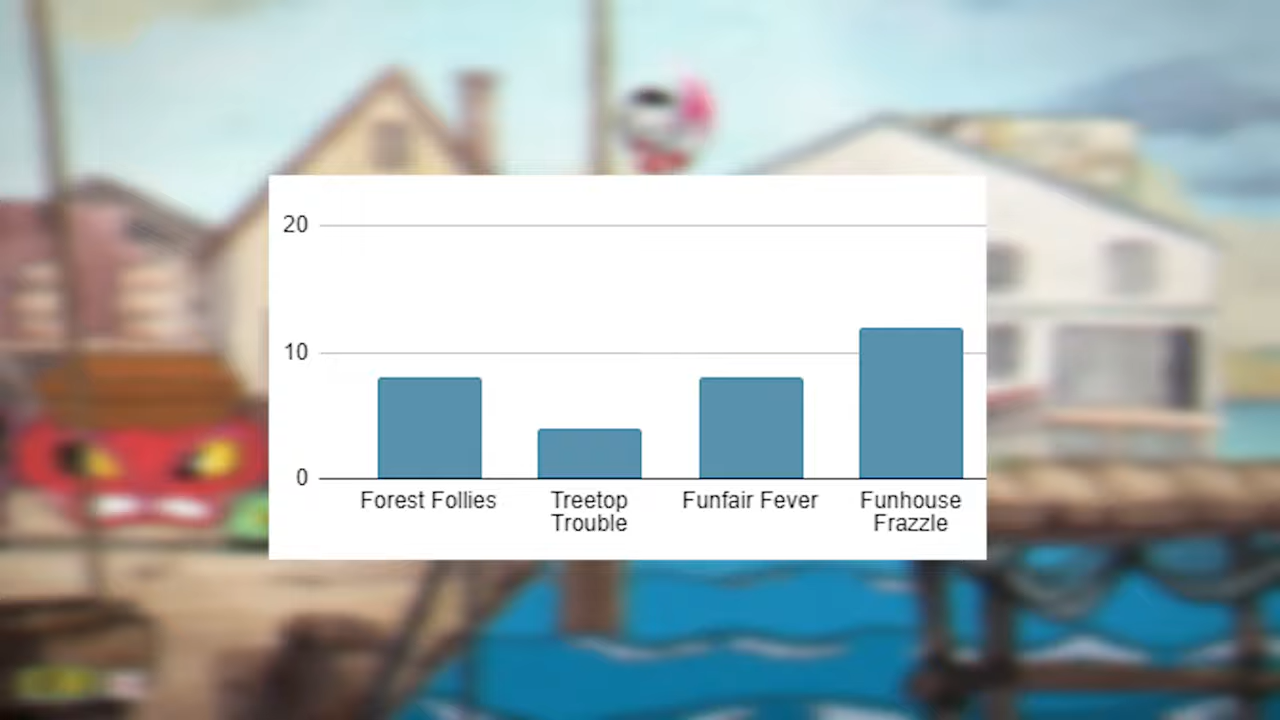 20
10
0
Forest Follies
Treetop
Trouble
Funfair Fever
Funhouse
Frazzle